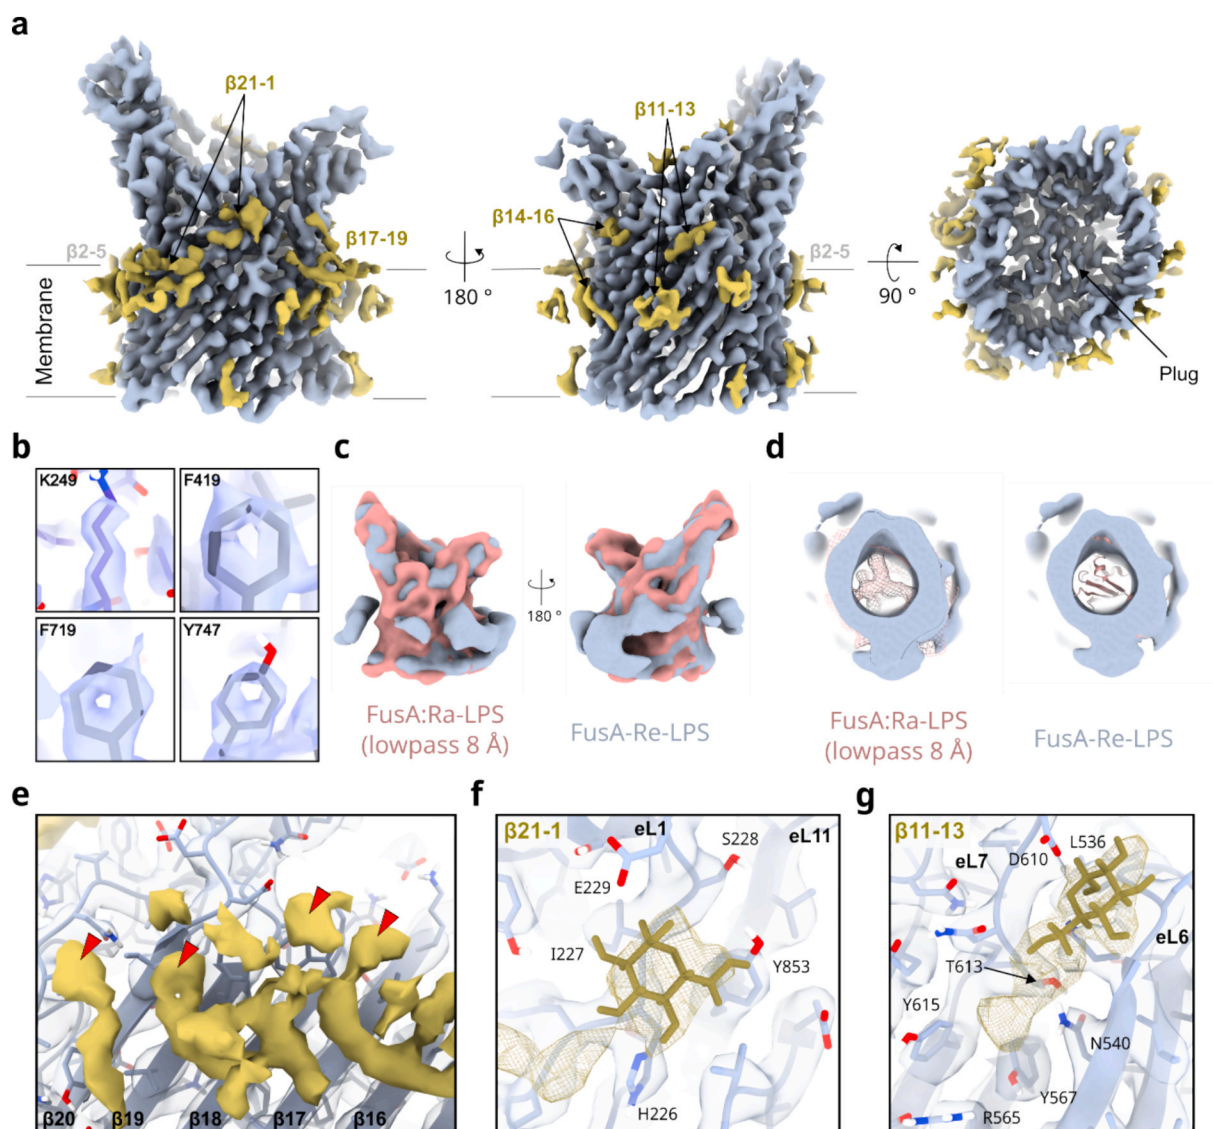 a
β21-1
β11-13
β14-16
β17-19
β2-5
β2-5
180 °
90 °
Membrane
Plug
b
c
d
K249
F419
F719
Y747
180 °
FusA:Ra-LPS
(lowpass 8 Å)
FusA-Re-LPS
FusA:Ra-LPS
(lowpass 8 Å)
FusA-Re-LPS
e
f
g
β20
β19
β18
β17
β16
β21-1
eL1
S228
eL11
E229
I227
Y853
H226
β11-13
L536
eL7
D610
eL6
T613
Y615
N540
Y567
R565